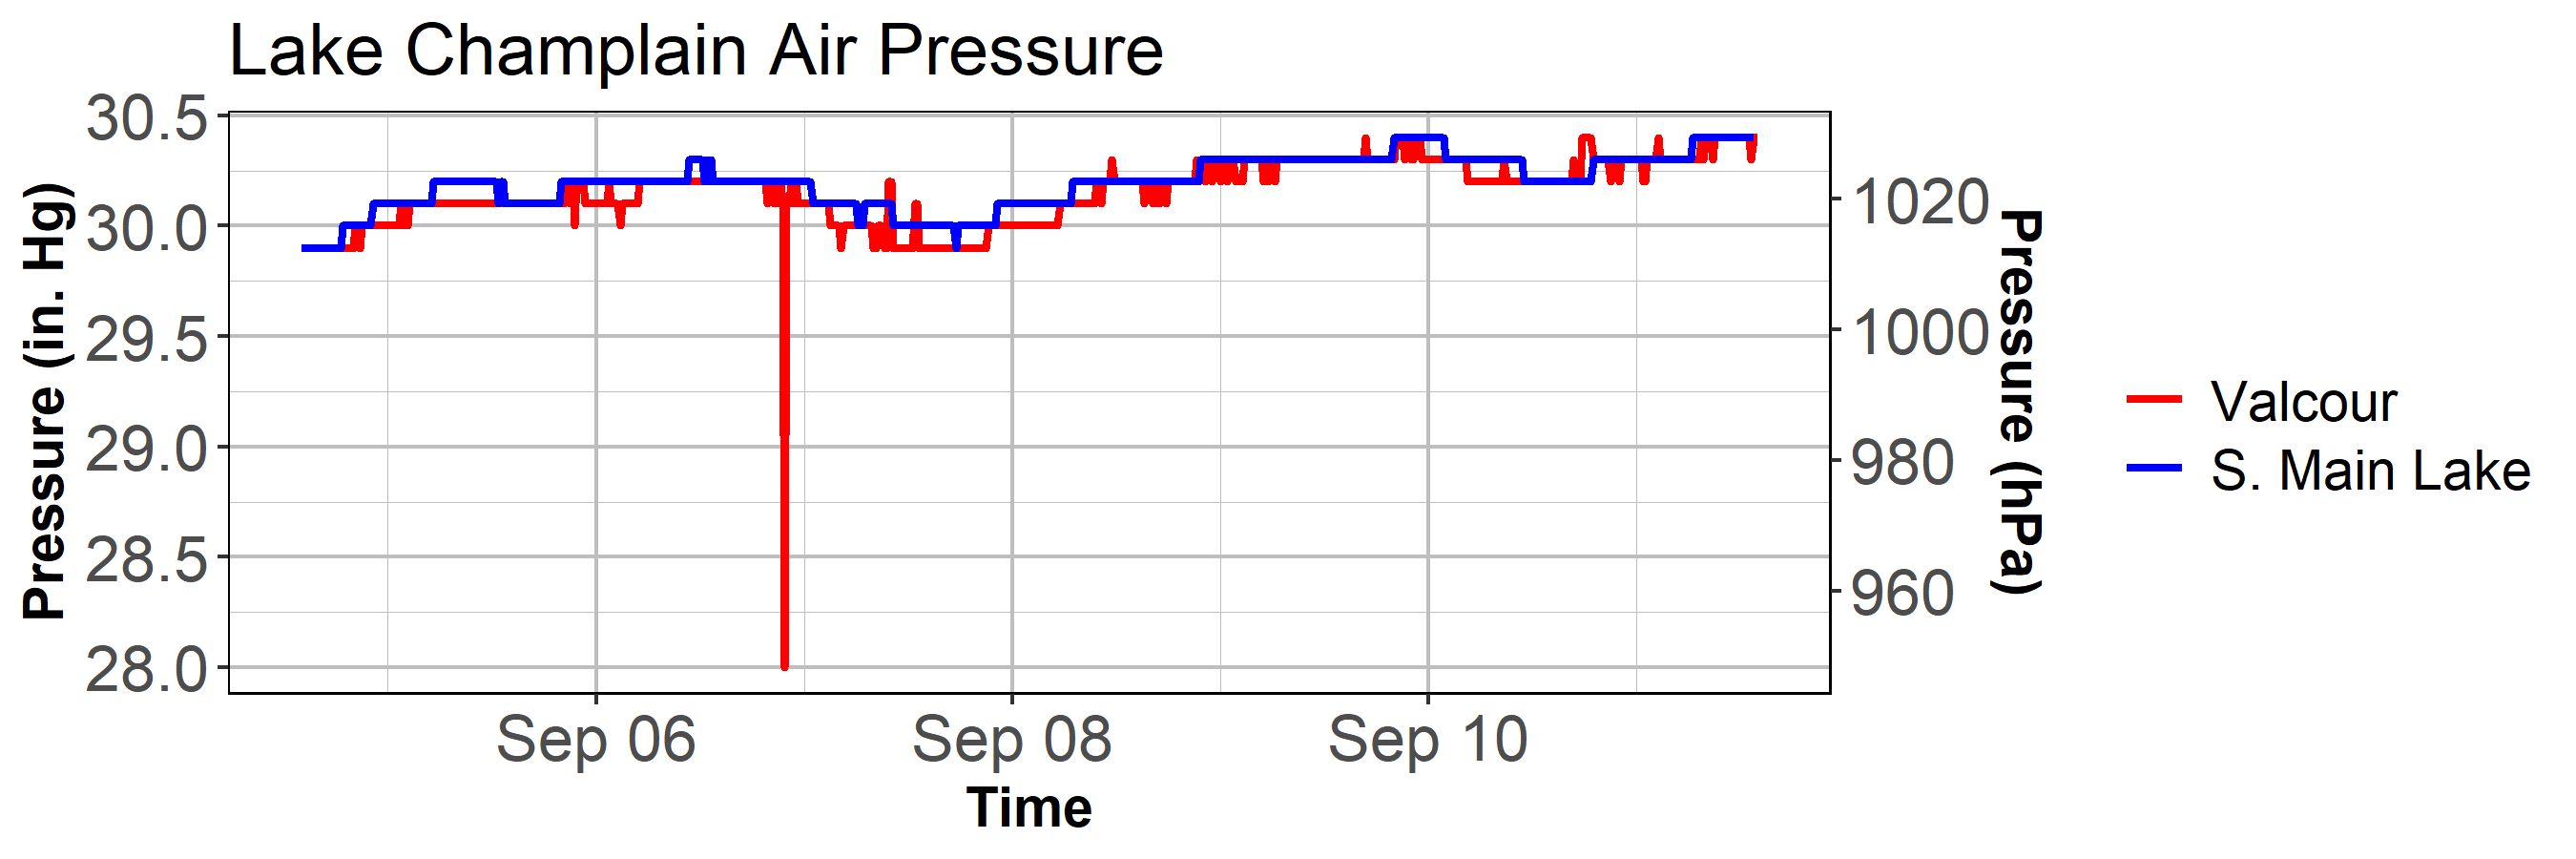 Lake Champlain Air Pressure
30.5
30.0
29.5
29.0
28.5
28.0
Pressure (in. Hg)
1020
1000
980
960
Pressure (hPa)
Sep 06
Sep 08
Sep 10
Time
Valcour
S. Main Lake